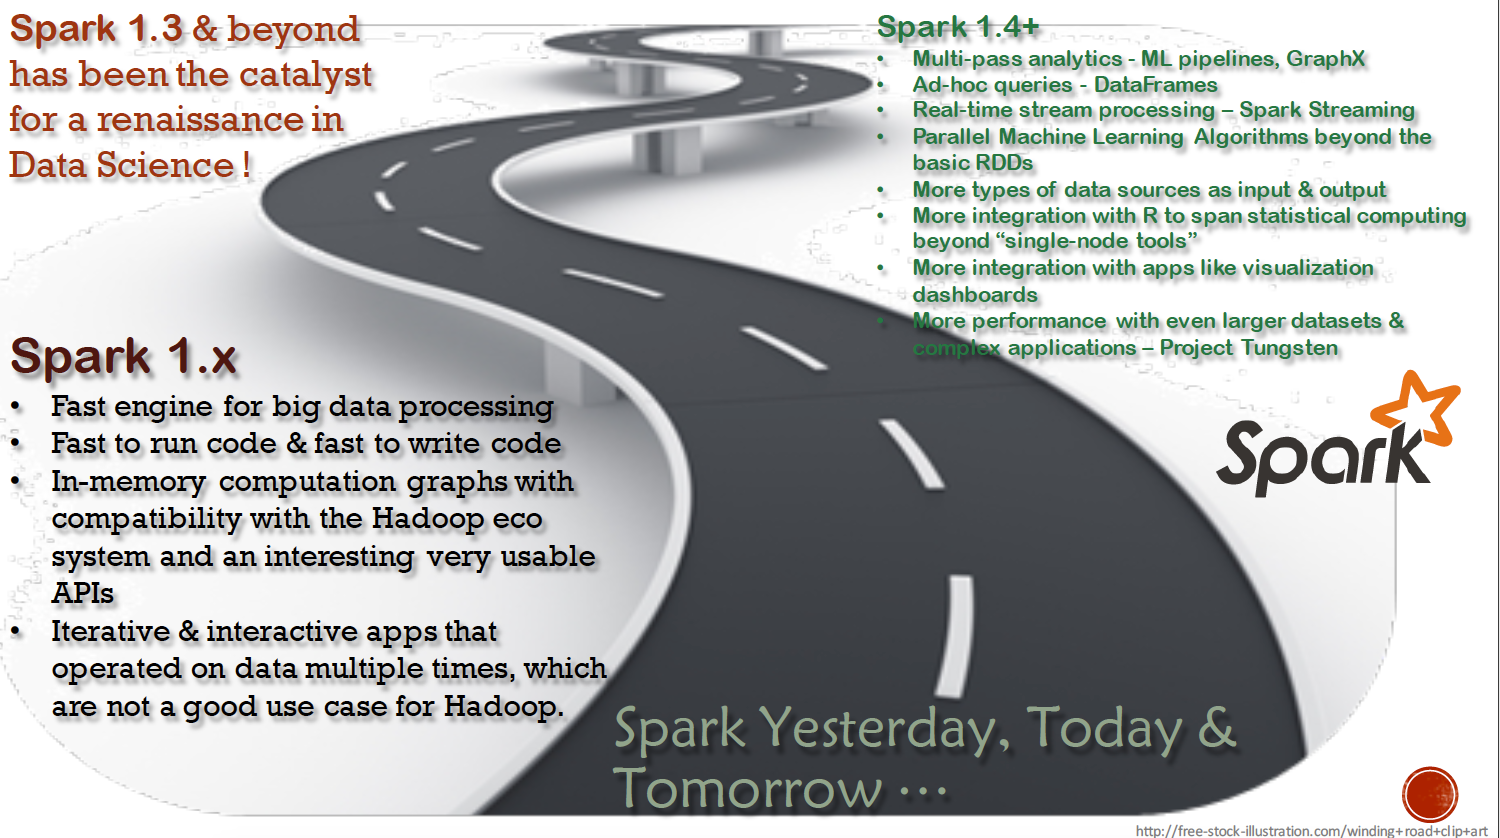 Spark 1.3 & beyond
has been the catalyst
for a renaissance in
Data Science !
Spark 1.4+
• Multi-pass analytics - ML pipelines, GraphX
• Ad-hoc queries - DataFrames
• Real-time stream processing – Spark Streaming
• Parallel Machine Learning Algorithms beyond the
basic RDDs
• More types of data sources as input & output
• More integration with R to span statistical computing
beyond “single-node tools”
• More integration with apps like visualization
dashboards
• More performance with even larger datasets &
complex applications – Project Tungsten
Spark 1.x
• Fast engine for big data processing
• Fast to run code & fast to write code
• In-memory computation graphs with
compatibility with the Hadoop eco
system and an interesting very usable
APIs
• Iterative & interactive apps that
operated on data multiple times, which
are not a good use case for Hadoop.
Spark
Spark Yesterday, Today &
Tomorrow ...
http://free-stock-illustration.com/winding+road+clip+art